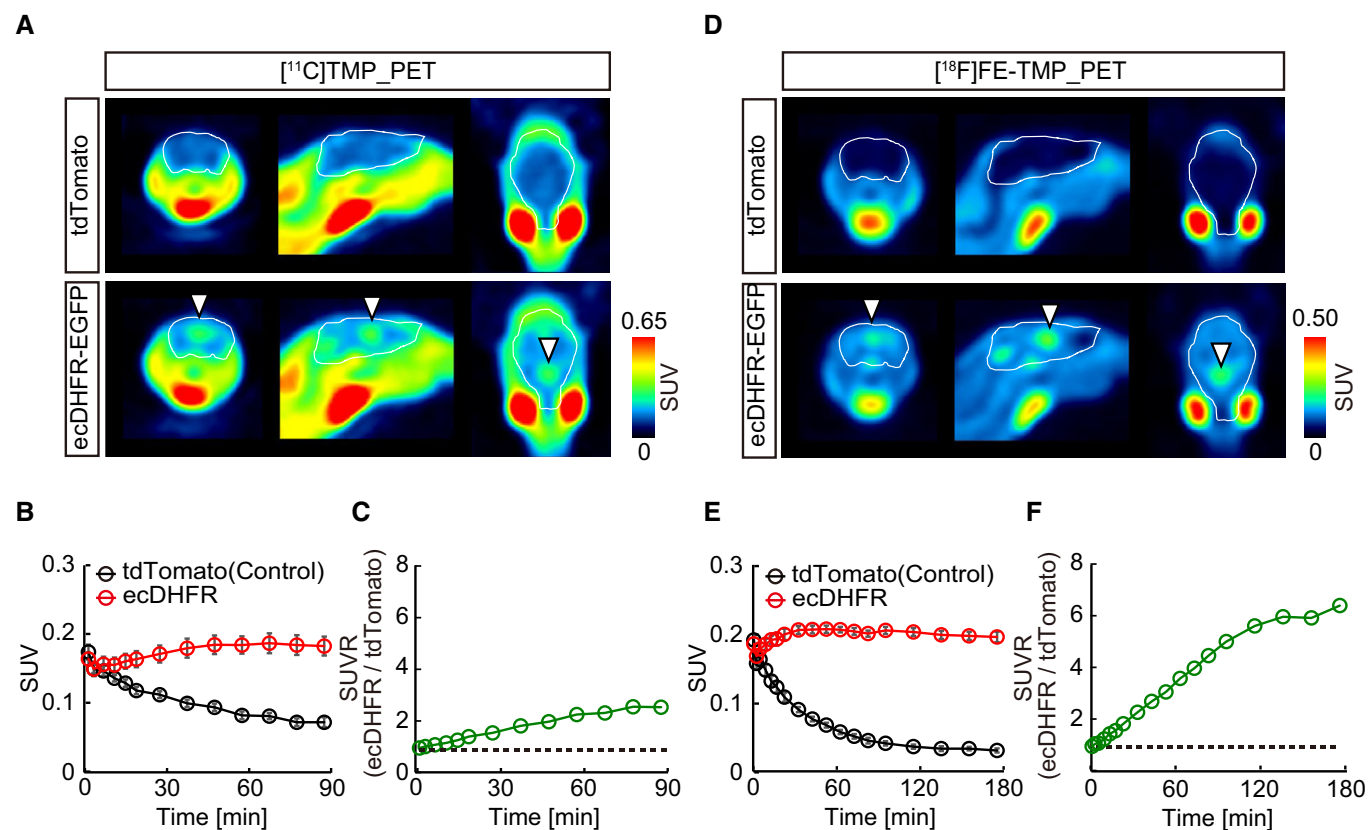 A
[¹¹C]TMP_PET
tdTomato
ecDHFR-EGFP
0.65
SUV
0
D
[¹⁸F]FE-TMP_PET
tdTomato
ecDHFR-EGFP
0.50
SUV
0
B
0.3
0.2
0.1
0
SUV
tdTomato(Control)
ecDHFR
0 30 60 90
Time [min]
C
8
6
4
2
0
SUVR
(ecDHFR / tdTomato)
0 30 60 90
Time [min]
E
0.3
0.2
0.1
0
SUV
tdTomato(Control)
ecDHFR
0 60 120 180
Time [min]
F
8
6
4
2
0
SUVR
(ecDHFR / tdTomato)
0 60 120 180
Time [min]